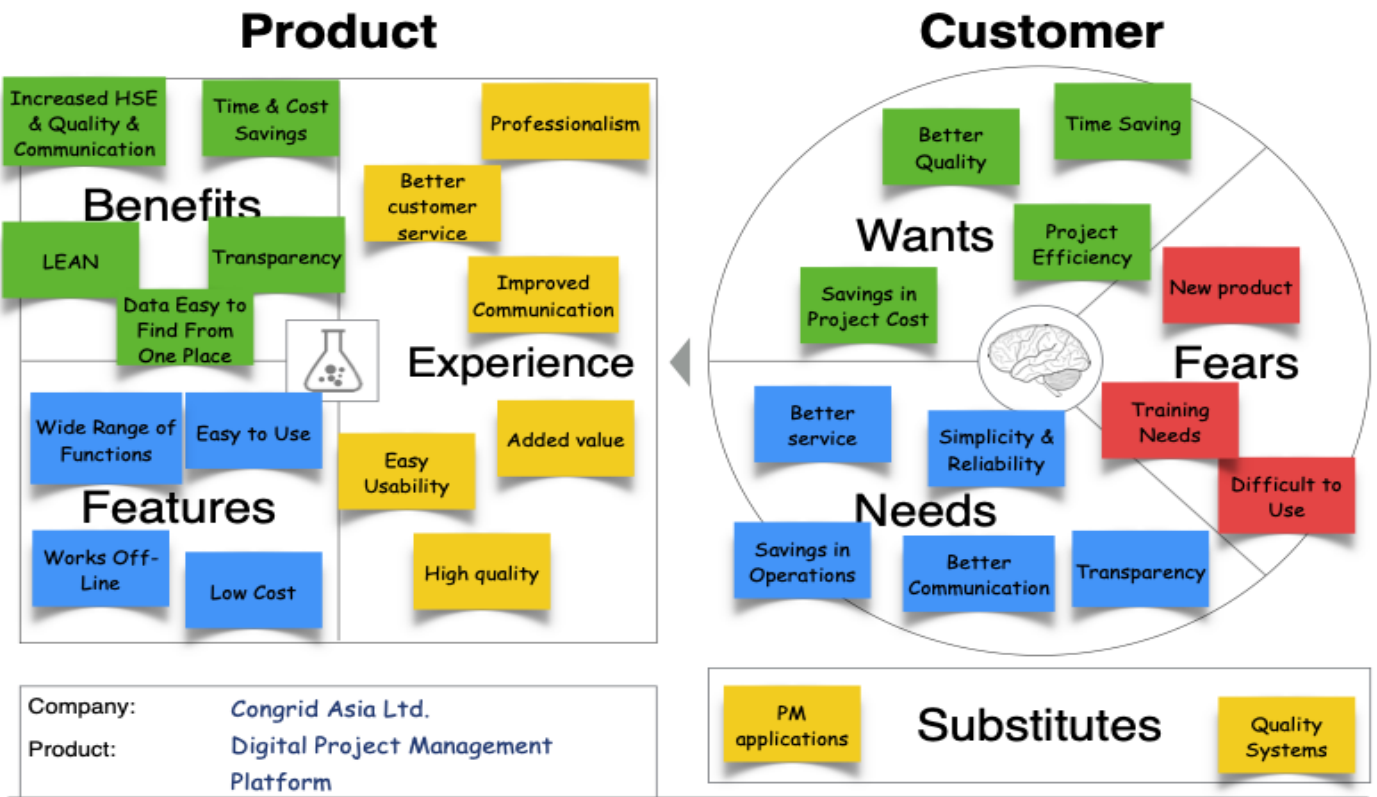 Product
Increased HSE
& Quality &
Communication
Time & Cost
Savings
Benefits
LEAN
Transparency
Data Easy to
Find From
One Place
Professionalism
Better
customer
service
Improved
Communication
Experience
Added value
Easy
Usability
High quality
Wide Range of
Functions
Easy to Use
Features
Works Off-
Line
Low Cost
Customer
Better
Quality
Time Saving
Wants
Project
Efficiency
Savings in
Project Cost
New product
Fears
Training
Needs
Difficult to
Use
Better
service
Simplicity &
Reliability
Needs
Savings in
Operations
Better
Communication
Transparency
Company: Congrid Asia Ltd.
Product: Digital Project Management
Platform
PM
applications
Substitutes
Quality
Systems